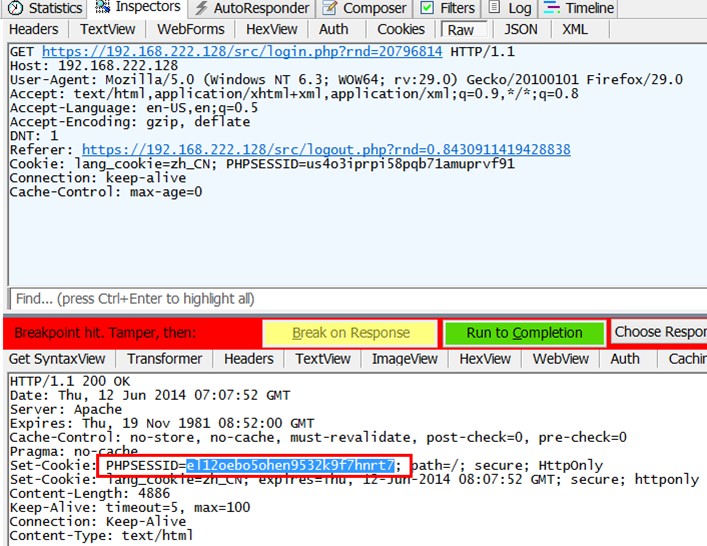 Statistics Inspectors AutoResponder Composer Filters Log Timeline
Headers TextView WebForms HexView Auth Cookies Raw JSON XML
GET https://192.168.222.128/src/login.php?rnd=20796814 HTTP/1.1
Host: 192.168.222.128
User-Agent: Mozilla/5.0 (Windows NT 6.3; WOW64; rv:29.0) Gecko/20100101 Firefox/29.0
Accept: text/html,application/xhtml+xml,application/xml;q=0.9,*/*;q=0.8
Accept-Language: en-US,en;q=0.5
Accept-Encoding: gzip, deflate
DNT: 1
Referer: https://192.168.222.128/src/logout.php?rnd=0.8430911419428838
Cookie: lang_cookie=zh_CN; PHPSESSID=us4o3iprpi58pqb71amuprvf91
Connection: keep-alive
Cache-Control: max-age=0
Find... (press Ctrl+Enter to highlight all)
Breakpoint hit. Tamper, then: Break on Response Run to Completion Choose Respon
Get SyntaxView Transformer Headers TextView ImageView HexView WebView Auth Cachin
HTTP/1.1 200 OK
Date: Thu, 12 Jun 2014 07:07:52 GMT
Server: Apache
Expires: Thu, 19 Nov 1981 08:52:00 GMT
Cache-Control: no-store, no-cache, must-revalidate, post-check=0, pre-check=0
Pragma: no-cache
Set-Cookie: PHPSESSID=el12oebo5ohen9532k9f7hnrt7; path=/; secure; HttpOnly
Set-Cookie: lang_cookie=zh_CN; expires=Thu, 12-Jun-2014 08:07:52 GMT; secure; httponly
Content-Length: 4886
Keep-Alive: timeout=5, max=100
Connection: Keep-Alive
Content-Type: text/html